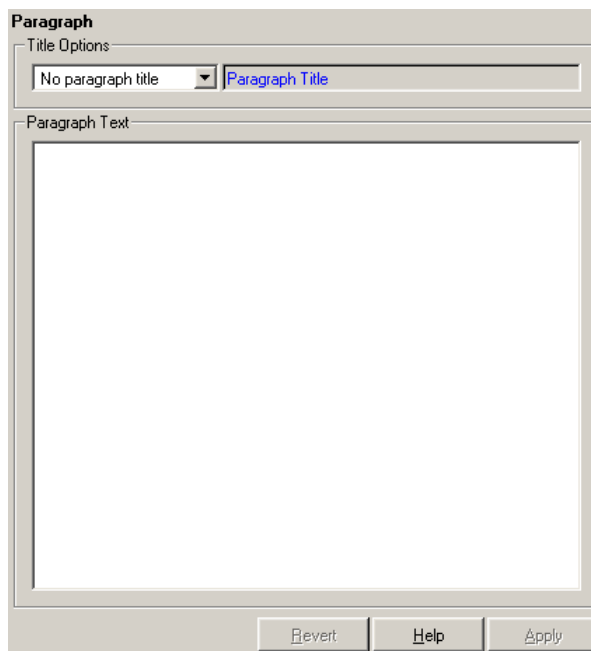 Paragraph
Title Options
No paragraph title Paragraph Title
Paragraph Text
Revert Help Apply